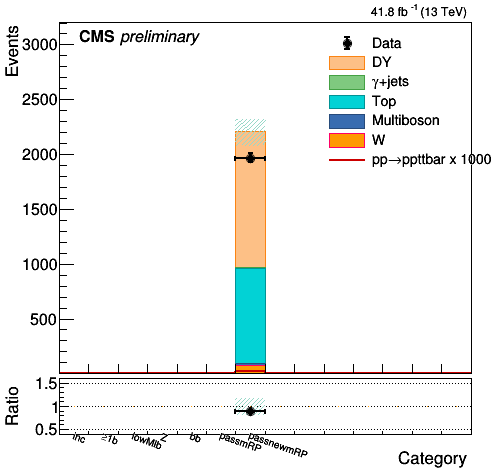 41.8 fb⁻¹ (13 TeV)
CMS preliminary
Events
3000
2500
2000
1500
1000
500
Data
DY
γ+jets
Top
Multiboson
W
pp→ppttbar x 1000
Ratio
1.5
1
0.5
inc
≥1b
lowMlb
Z
bb
passmRP
passnewmRP
Category